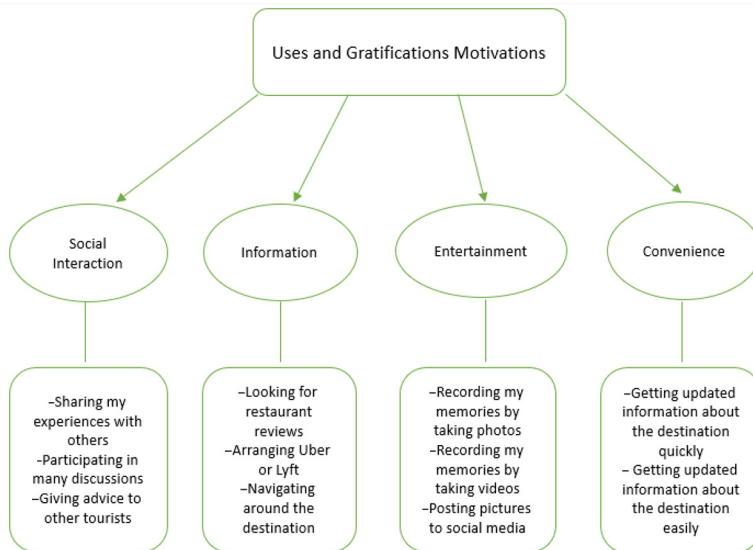 Uses and Gratifications Motivations
Social
Interaction
Information
Entertainment
Convenience
–Sharing my
experiences with
others
–Participating in
many discussions
–Giving advice to
other tourists
–Looking for
restaurant
reviews
–Arranging Uber
or Lyft
–Navigating
around the
destination
–Recording my
memories by
taking photos
–Recording my
memories by
taking videos
–Posting pictures
to social media
–Getting updated
information about
the destination
quickly
– Getting updated
information about
the destination
easily